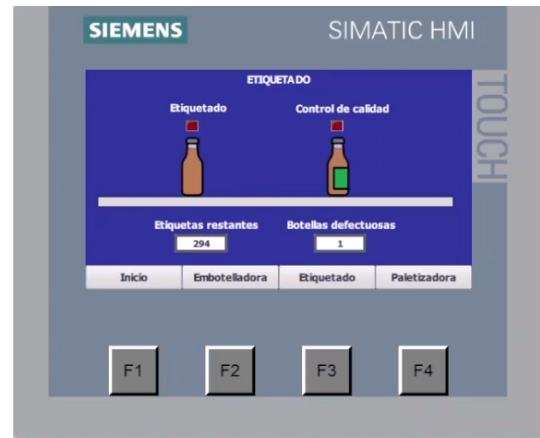 SIEMENS
SIMATIC HMI
TOUCH
ETIQUETADO
Etiquetado
Control de calidad
Etiquetas restantes
Botellas defectuosas
294
1
Inicio
Embotelladora
Etiquetado
Paletizadora
F1
F2
F3
F4